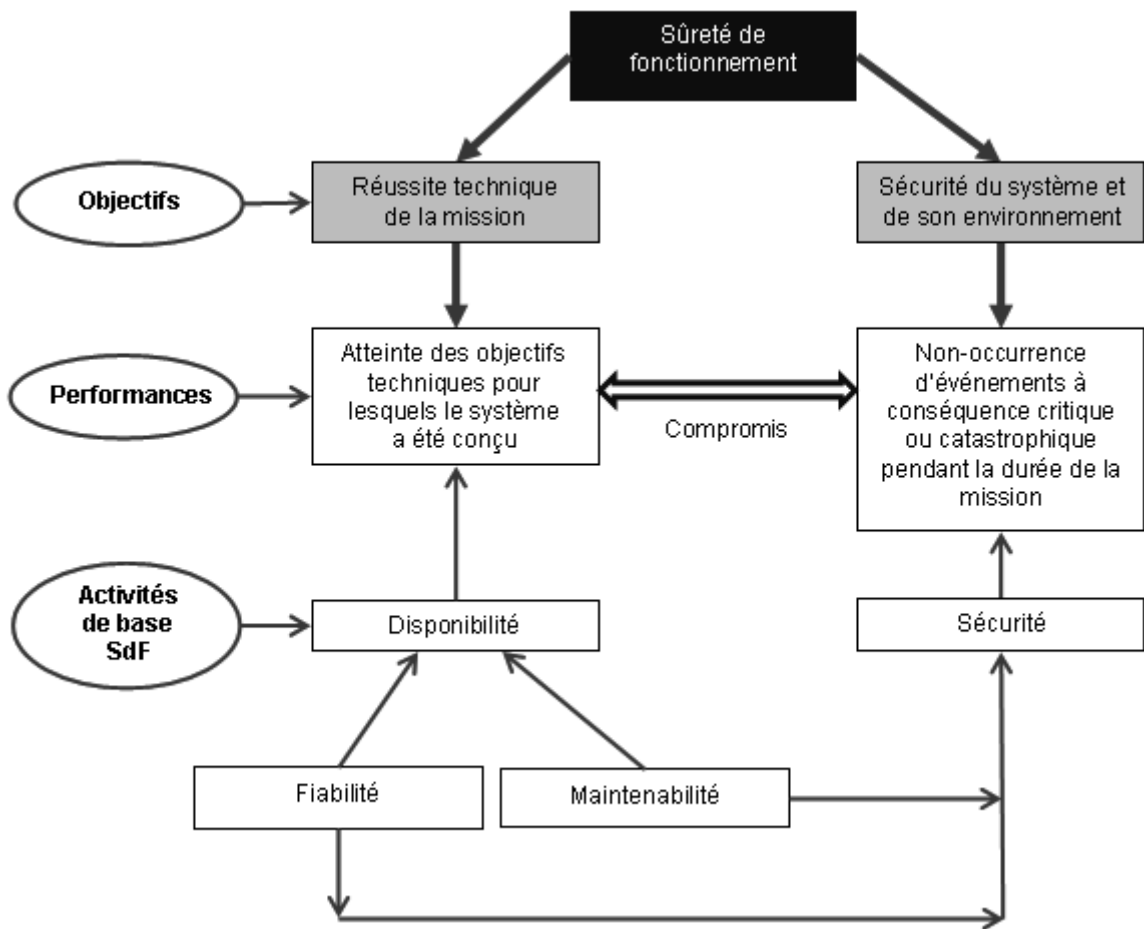 Sûreté de
fonctionnement
Objectifs
Réussite technique
de la mission
Sécurité du système et
de son environnement
Performances
Atteinte des objectifs
techniques pour
lesquels le système
a été conçu
Compromis
Non-occurrence
d'événements à
conséquence critique
ou catastrophique
pendant la durée de la
mission
Activités
de base
SdF
Disponibilité
Sécurité
Fiabilité
Maintenabilité